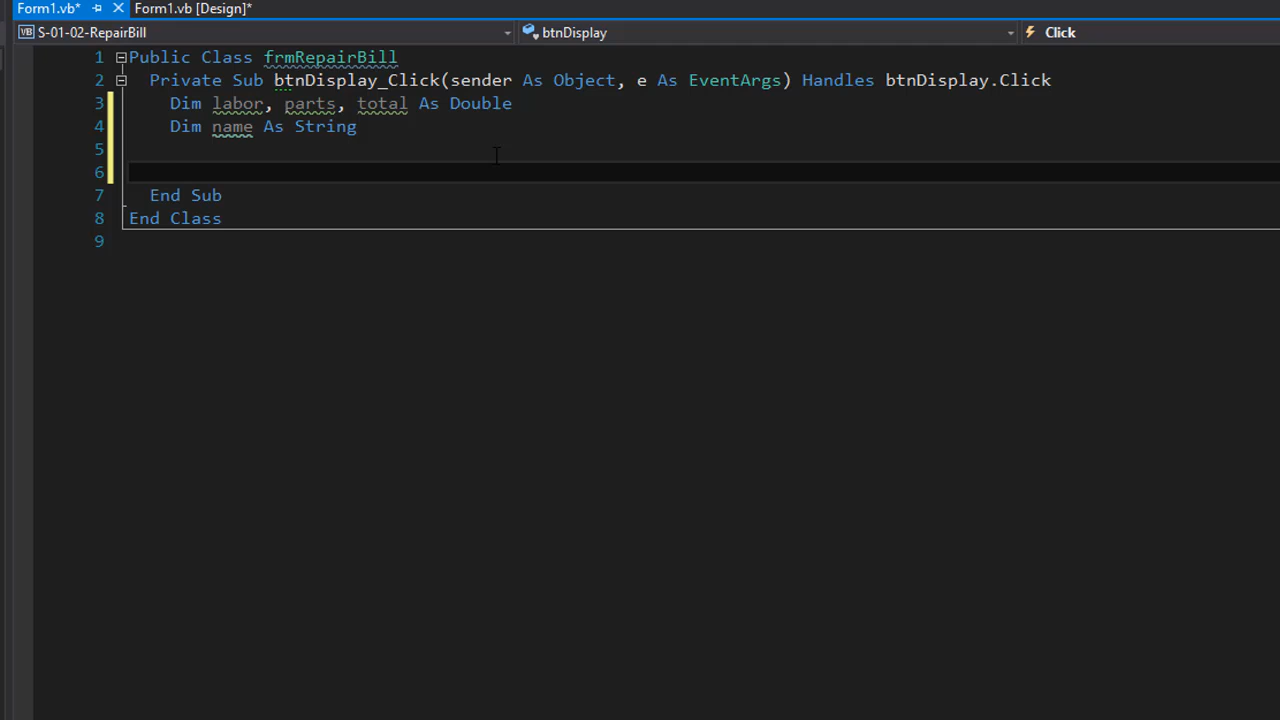 Form1.vb* Form1.vb [Design]*
VB S-01-02-RepairBill btnDisplay Click
1 Public Class frmRepairBill
2 Private Sub btnDisplay_Click(sender As Object, e As EventArgs) Handles btnDisplay.Click
3 Dim labor, parts, total As Double
4 Dim name As String
5
6
7 End Sub
8 End Class
9